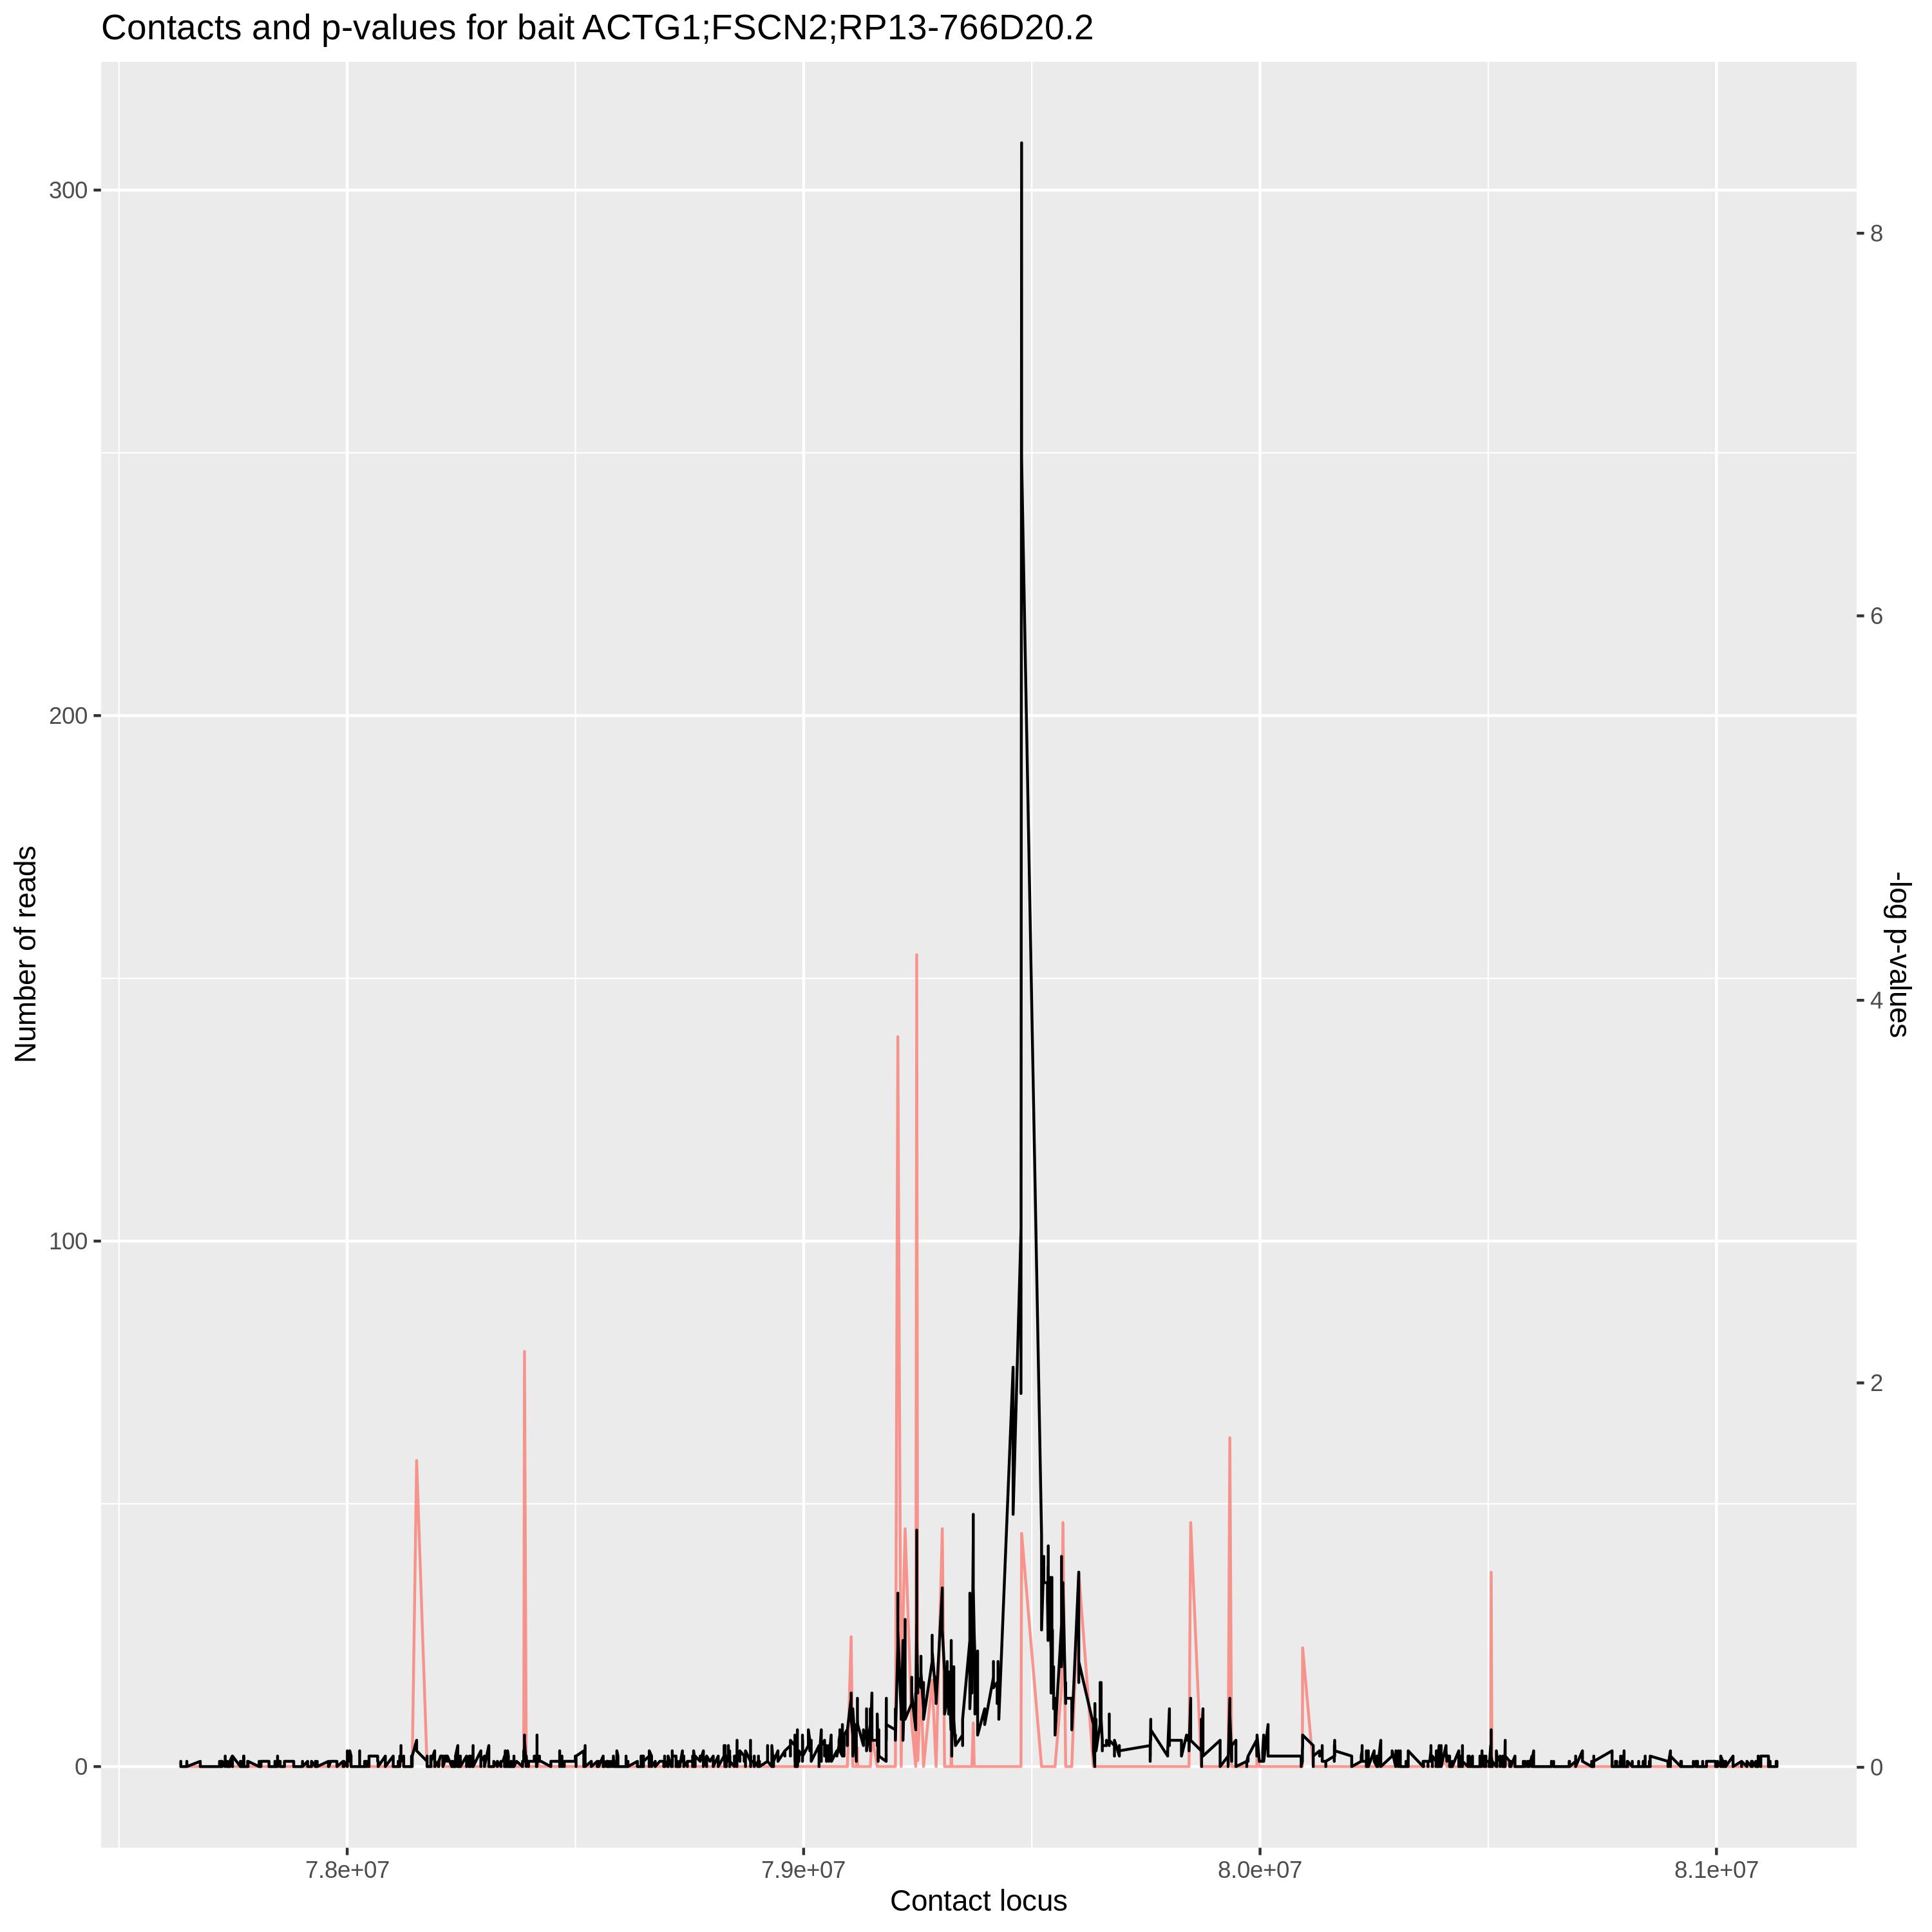 Contacts and p-values for bait ACTG1;FSCN2;RP13-766D20.2
300
200
100
0
Number of reads
8
6
4
2
0
-log p-values
7.8e+07 7.9e+07 8.0e+07 8.1e+07
Contact locus